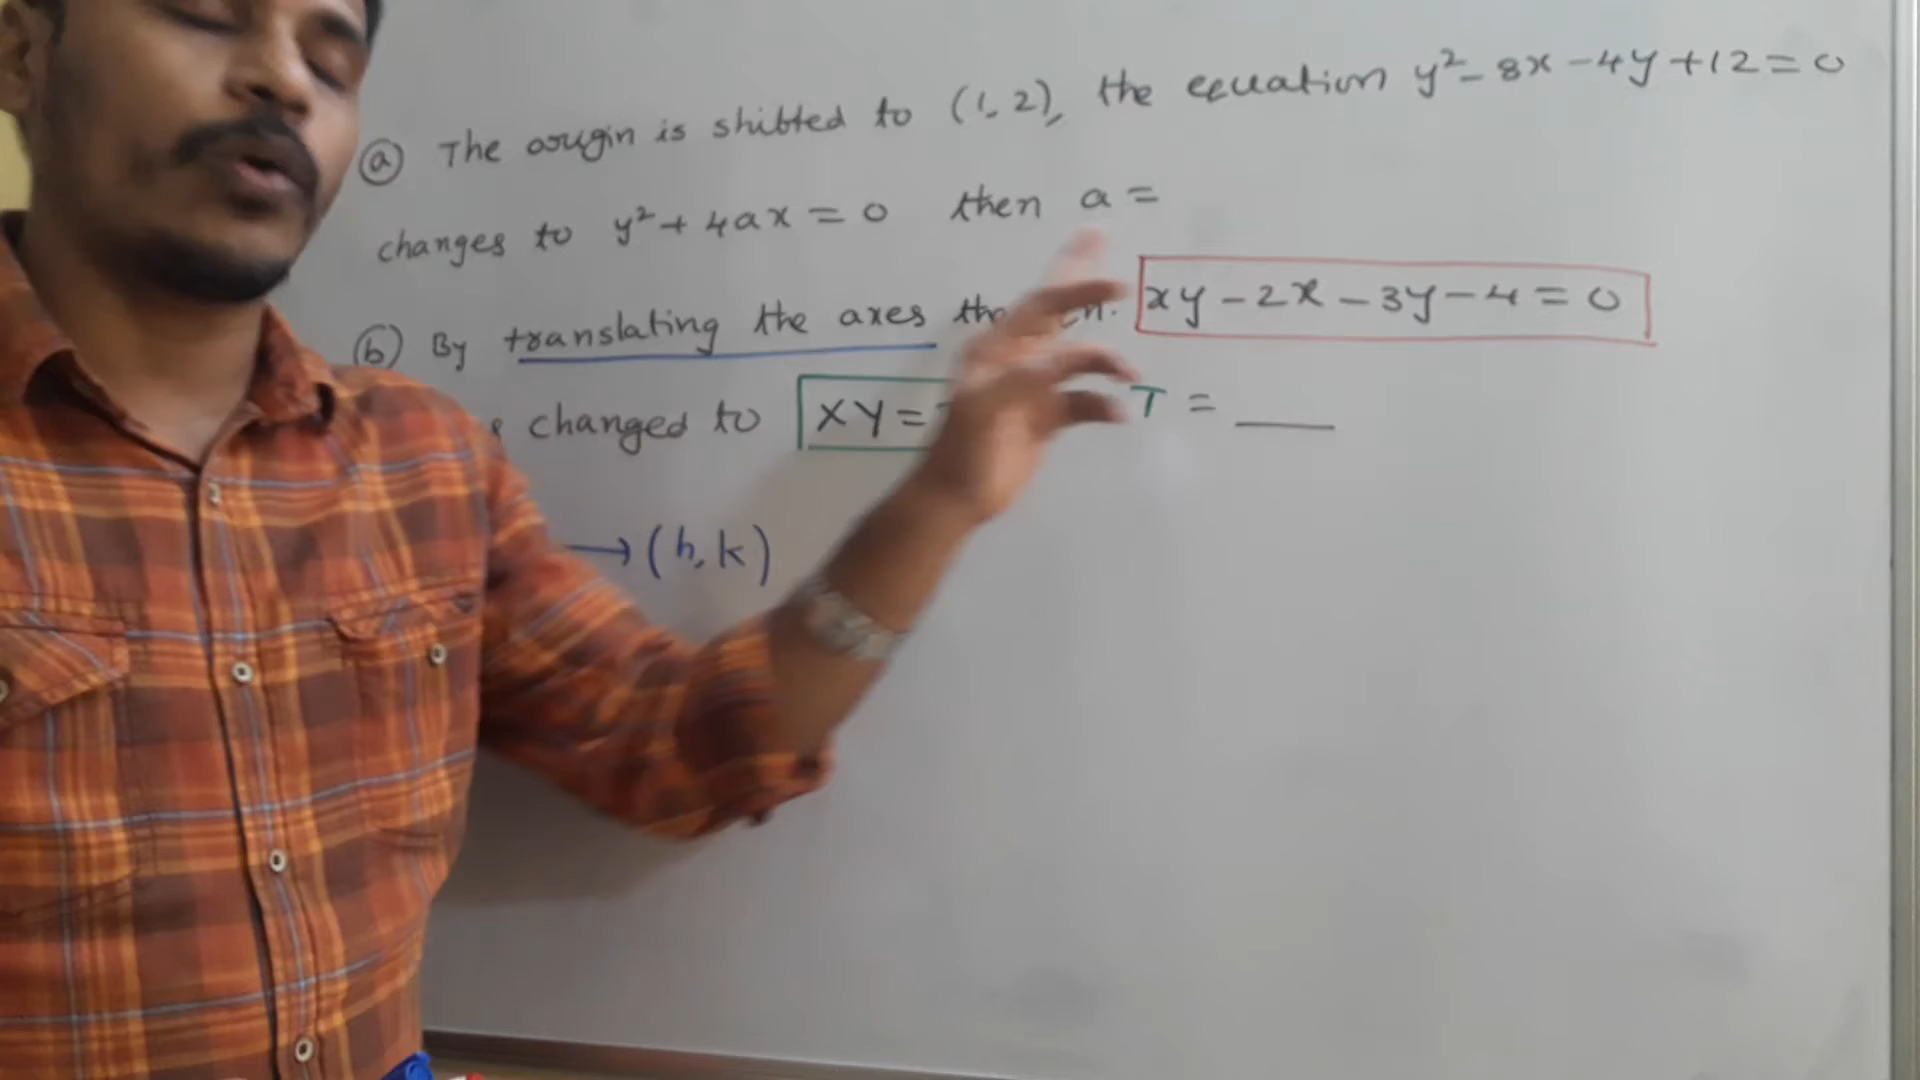 ⓐ The origin is shifted to (1, 2), the equation y² - 8x - 4y + 12 = 0
changes to y² + 4ax = 0 then a =
ⓑ By translating the axes the xy - 2x - 3y - 4 = 0
changed to XY = T = ___
→ (h, k)